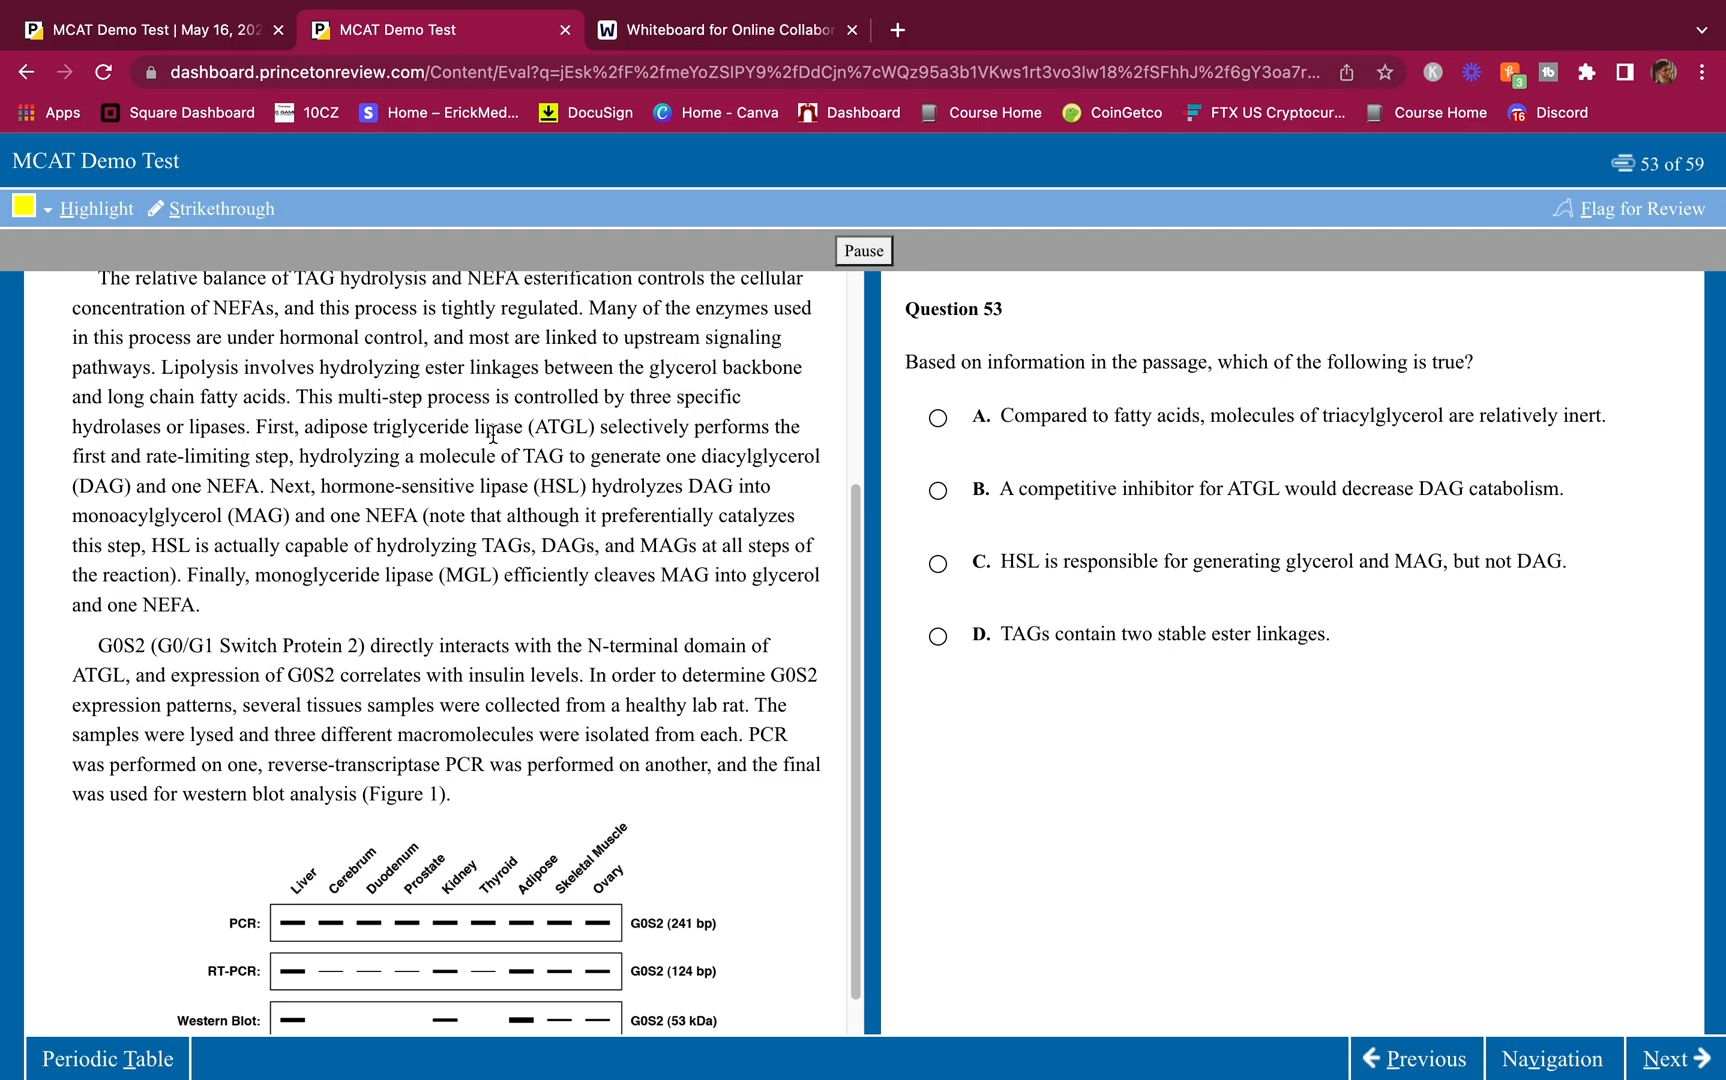 MCAT Demo Test | May 16, 202
MCAT Demo Test
Whiteboard for Online Collabor
dashboard.princetonreview.com/Content/Eval?q=jEsk%2fF%2fmeYoZSIPY9%2fDdCjn%7cWQz95a3b1VKws1rt3vo3lw18%2fSFhhJ%2f6gY3oa7r...
Apps
Square Dashboard
10CZ
Home – ErickMed...
DocuSign
Home - Canva
Dashboard
Course Home
CoinGetco
FTX US Cryptocur...
Course Home
16
Discord
MCAT Demo Test
53 of 59
Highlight
Strikethrough
Flag for Review
Pause
The relative balance of TAG hydrolysis and NEFA esterification controls the cellular
concentration of NEFAs, and this process is tightly regulated. Many of the enzymes used
in this process are under hormonal control, and most are linked to upstream signaling
pathways. Lipolysis involves hydrolyzing ester linkages between the glycerol backbone
and long chain fatty acids. This multi-step process is controlled by three specific
hydrolases or lipases. First, adipose triglyceride lipase (ATGL) selectively performs the
first and rate-limiting step, hydrolyzing a molecule of TAG to generate one diacylglycerol
(DAG) and one NEFA. Next, hormone-sensitive lipase (HSL) hydrolyzes DAG into
monoacylglycerol (MAG) and one NEFA (note that although it preferentially catalyzes
this step, HSL is actually capable of hydrolyzing TAGs, DAGs, and MAGs at all steps of
the reaction). Finally, monoglyceride lipase (MGL) efficiently cleaves MAG into glycerol
and one NEFA.
G0S2 (G0/G1 Switch Protein 2) directly interacts with the N-terminal domain of
ATGL, and expression of G0S2 correlates with insulin levels. In order to determine G0S2
expression patterns, several tissues samples were collected from a healthy lab rat. The
samples were lysed and three different macromolecules were isolated from each. PCR
was performed on one, reverse-transcriptase PCR was performed on another, and the final
was used for western blot analysis (Figure 1).
Liver
Cerebrum
Duodenum
Prostate
Kidney
Thyroid
Adipose
Skeletal Muscle
Ovary
PCR:
G0S2 (241 bp)
RT-PCR:
G0S2 (124 bp)
Western Blot:
G0S2 (53 kDa)
Question 53
Based on information in the passage, which of the following is true?
A. Compared to fatty acids, molecules of triacylglycerol are relatively inert.
B. A competitive inhibitor for ATGL would decrease DAG catabolism.
C. HSL is responsible for generating glycerol and MAG, but not DAG.
D. TAGs contain two stable ester linkages.
Periodic Table
Previous
Navigation
Next